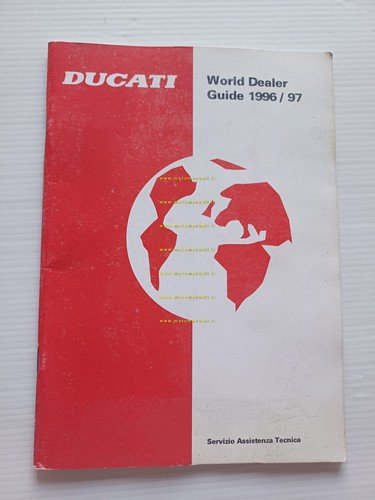 DUCATI
World Dealer
Guide 1996 / 97
Servizio Assistenza Tecnica